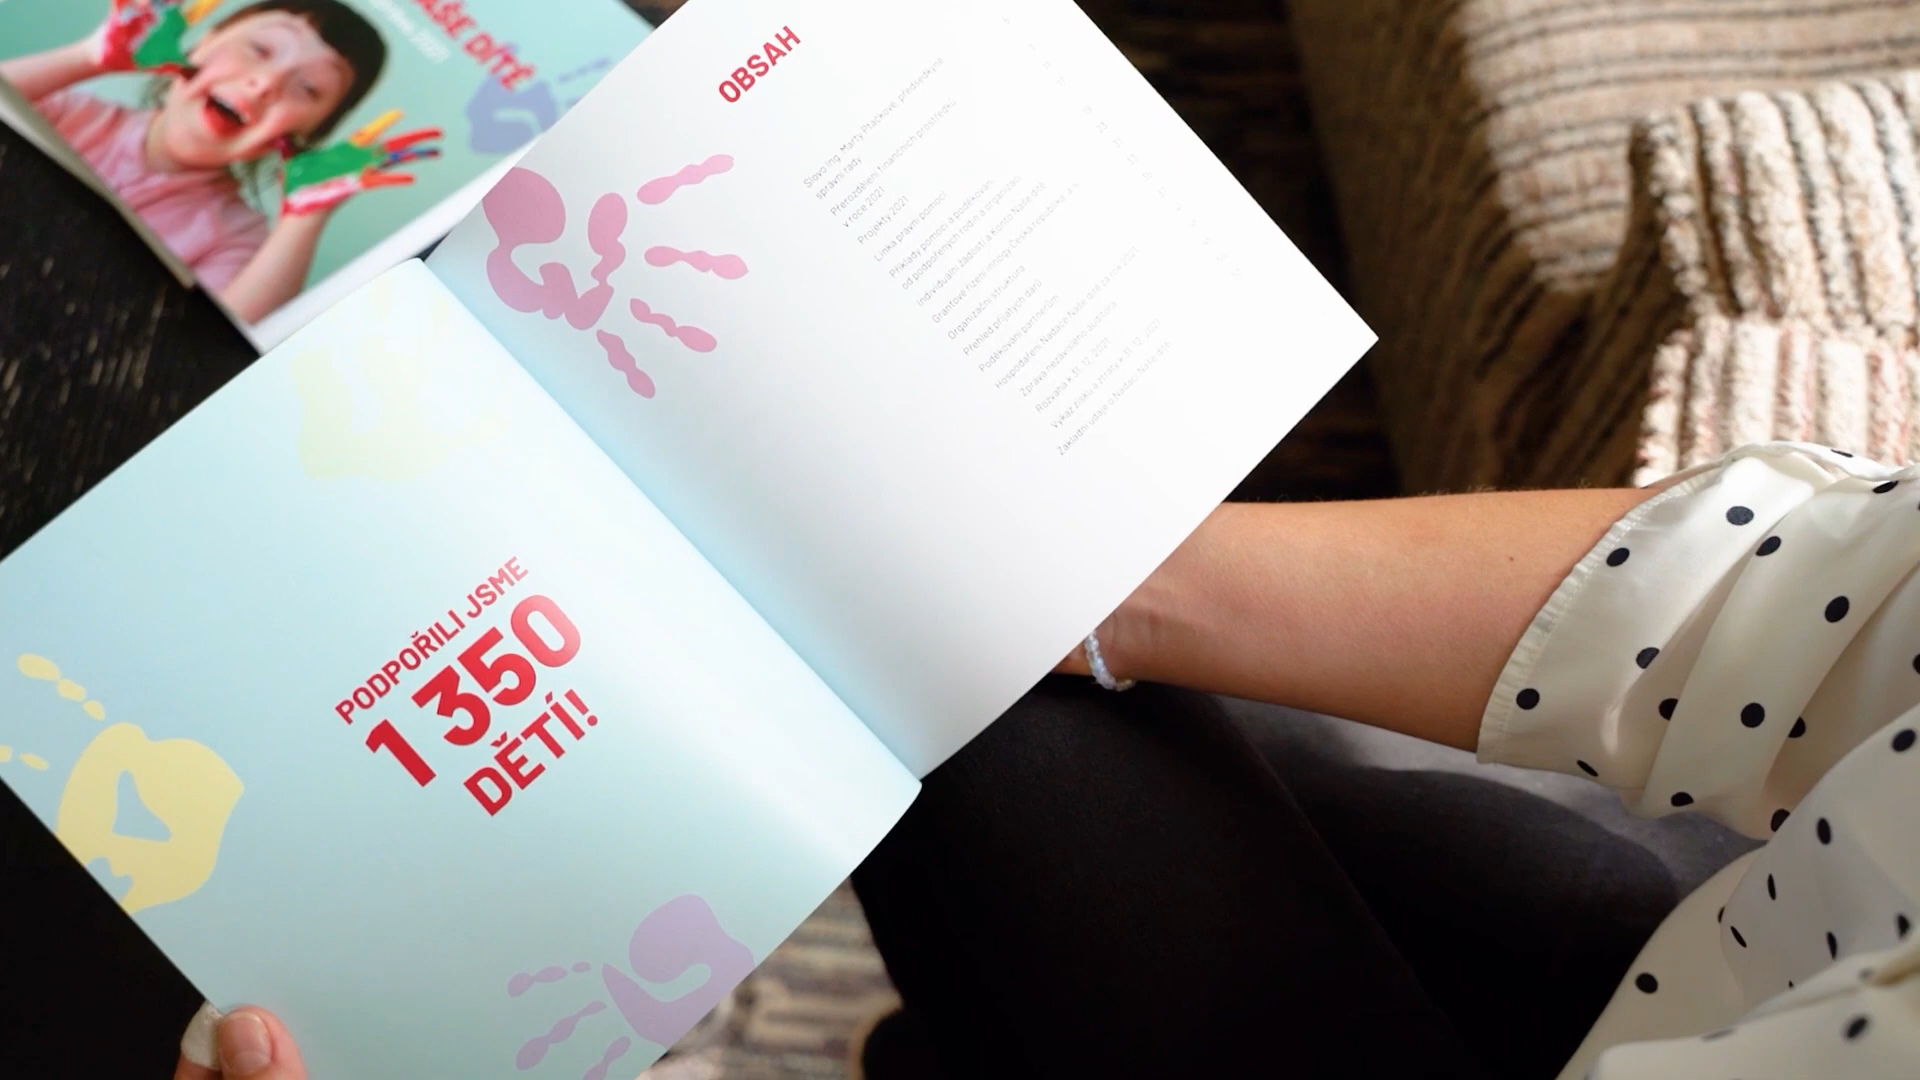 AŠE DÍTĚ
2021
OBSAH
Slovo Ing. Marty Ptáčkové, předsedkyně
správní rady
Přerozdělení finančních prostředků
v roce 2021
Projekty 2021
Linka právní pomoci
Příklady pomoci a poděkování
od podpořených rodin a organizací
Individuální žádosti a Konto Naše dítě
Grantové řízení innogy Česká republika a.s.
Organizační struktura
Přehled přijatých darů
Poděkování partnerům
Hospodaření Nadace Naše dítě za rok 2021
Zpráva nezávislého auditora
Rozvaha k 31. 12. 2021
Výkaz zisku a ztráty k 31. 12. 2021
Základní údaje o Nadaci Naše dítě
PODPOŘILI JSME
1 350
DĚTÍ!